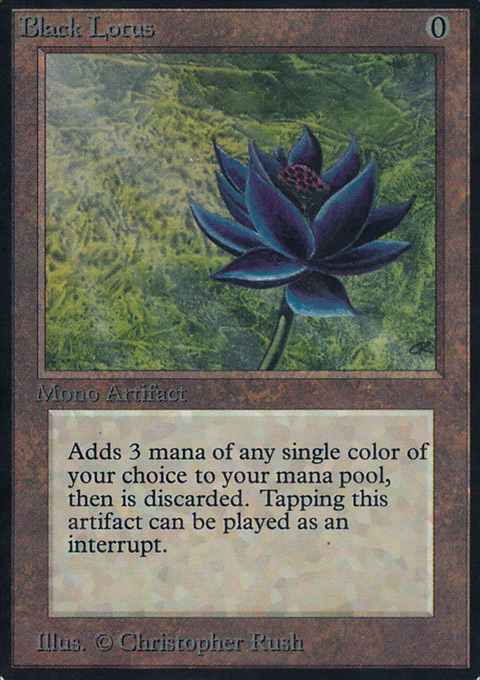 Black Lotus 0
Mono Artifact
Adds 3 mana of any single color of
your choice to your mana pool,
then is discarded. Tapping this
artifact can be played as an
interrupt.
Illus. © Christopher Rush